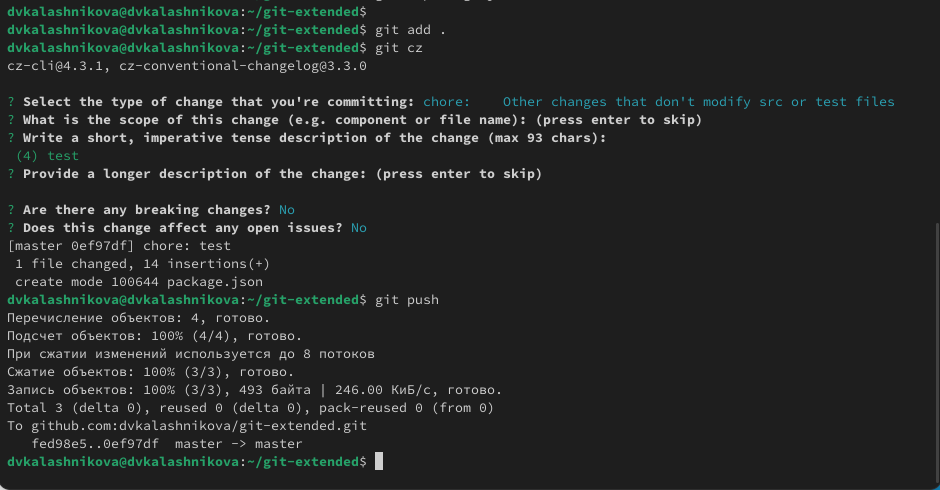 dvkalashnikova@dvkalashnikova:~/git-extended$
dvkalashnikova@dvkalashnikova:~/git-extended$ git add .
dvkalashnikova@dvkalashnikova:~/git-extended$ git cz
cz-cli@4.3.1, cz-conventional-changelog@3.3.0
? Select the type of change that you're committing: chore:    Other changes that don't modify src or test files
? What is the scope of this change (e.g. component or file name): (press enter to skip)
? Write a short, imperative tense description of the change (max 93 chars):
 (4) test
? Provide a longer description of the change: (press enter to skip)
? Are there any breaking changes? No
? Does this change affect any open issues? No
[master 0ef97df] chore: test
 1 file changed, 14 insertions(+)
 create mode 100644 package.json
dvkalashnikova@dvkalashnikova:~/git-extended$ git push
Перечисление объектов: 4, готово.
Подсчет объектов: 100% (4/4), готово.
При сжатии изменений используется до 8 потоков
Сжатие объектов: 100% (3/3), готово.
Запись объектов: 100% (3/3), 493 байта | 246.00 КиБ/с, готово.
Total 3 (delta 0), reused 0 (delta 0), pack-reused 0 (from 0)
To github.com:dvkalashnikova/git-extended.git
   fed98e5..0ef97df  master -> master
dvkalashnikova@dvkalashnikova:~/git-extended$